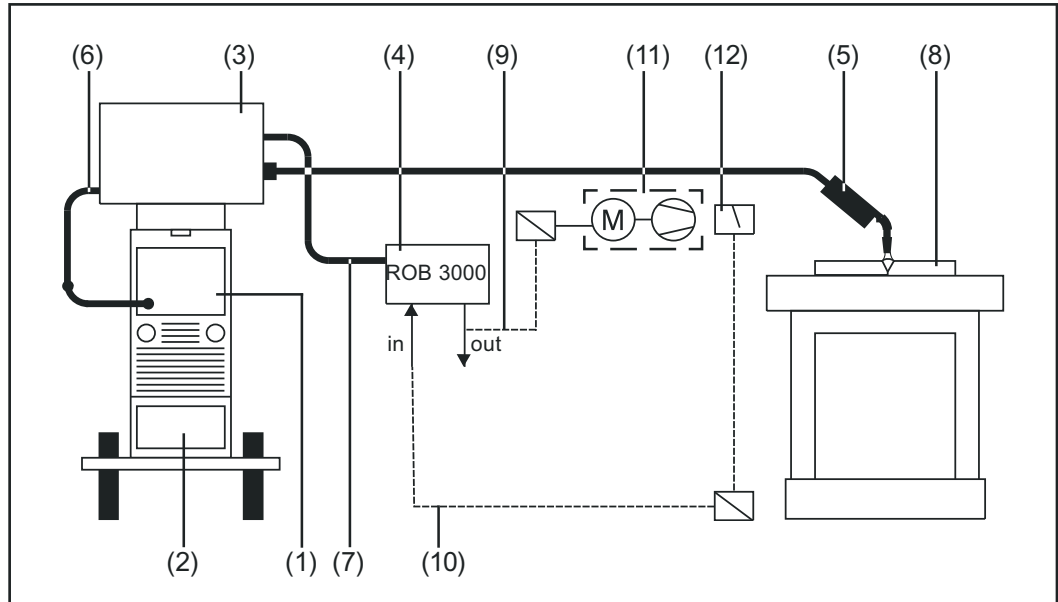 (6) (3) (4) (9) (11) (12) (5) (8)
M
ROB 3000
in out
(2) (1) (7) (10)